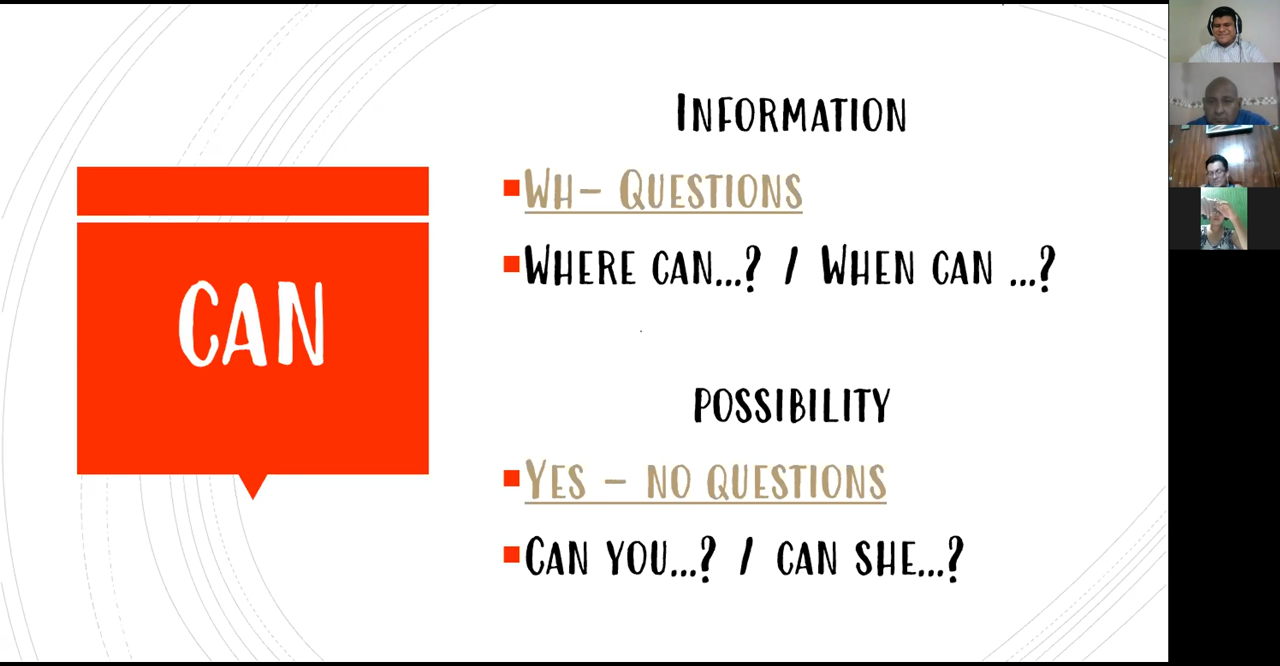 CAN
INFORMATION
WH- QUESTIONS
WHERE CAN...? / WHEN CAN ...?
POSSIBILITY
YES - NO QUESTIONS
CAN YOU...? / CAN SHE...?